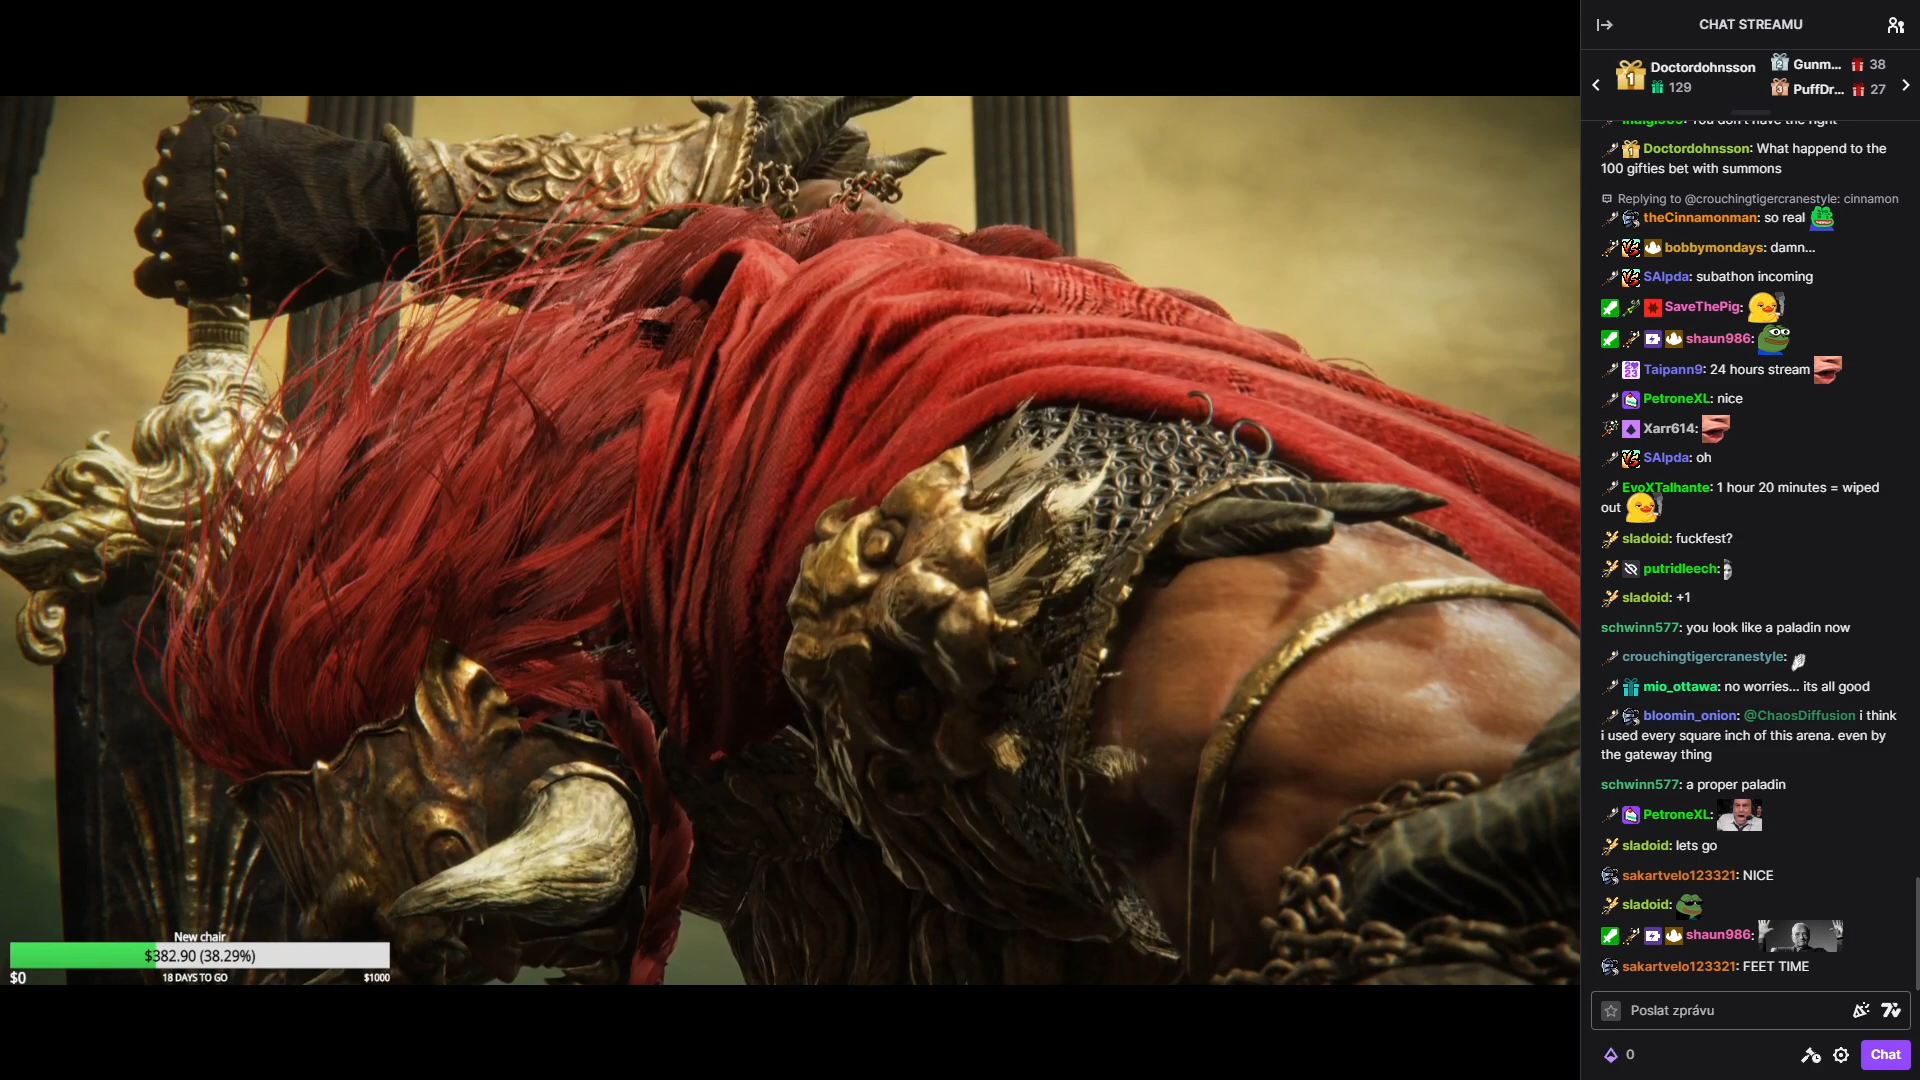 New chair
$382.90 (38.29%)
$0
18 DAYS TO GO
$1000
CHAT STREAMU
Doctordohnsson
129
Gunm... 38
PuffDr... 27
Doctordohnsson: What happend to the
100 gifties bet with summons
Replying to @crouchingtigercranestyle: cinnamon
theCinnamonman: so real
bobbymondays: damn...
SAlpda: subathon incoming
SaveThePig:
shaun986:
Taipann9: 24 hours stream
PetroneXL: nice
Xarr614:
SAlpda: oh
EvoXTalhante: 1 hour 20 minutes = wiped
out
sladoid: fuckfest?
putridleech:
sladoid: +1
schwinn577: you look like a paladin now
crouchingtigercranestyle:
mio_ottawa: no worries... its all good
bloomin_onion: @ChaosDiffusion i think
i used every square inch of this arena. even by
the gateway thing
schwinn577: a proper paladin
PetroneXL:
sladoid: lets go
sakartvelo123321: NICE
sladoid:
shaun986:
sakartvelo123321: FEET TIME
Poslat zprávu
0
Chat